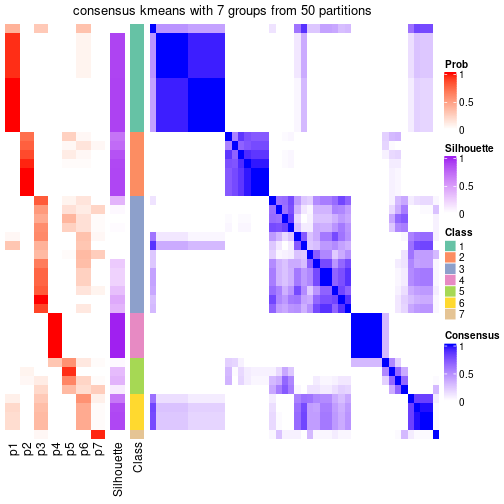 consensus kmeans with 7 groups from 50 partitions
Prob
1
0.5
0
Silhouette
1
0.5
0
Class
1
2
3
4
5
6
7
Consensus
1
0.5
0
p1
p2
p3
p4
p5
p6
p7
Silhouette
Class